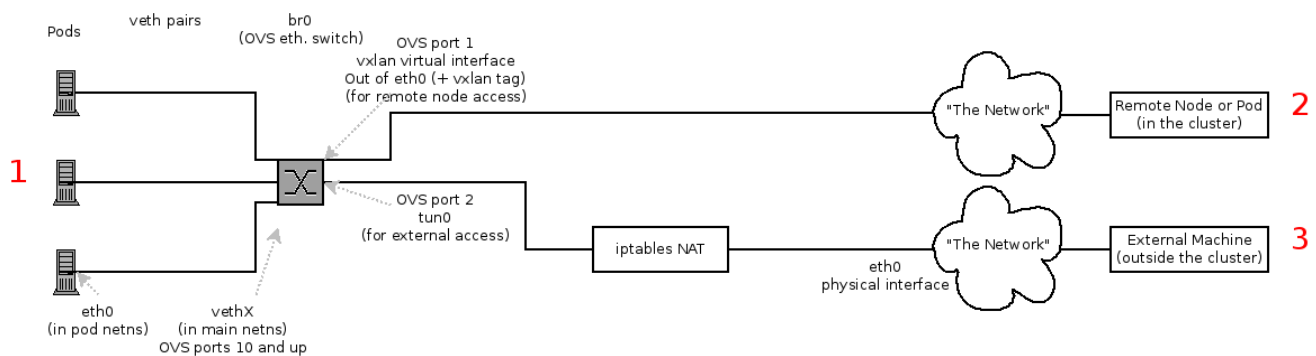 Pods
veth pairs
br0
(OVS eth. switch)
OVS port 1
vxlan virtual interface
Out of eth0 (+ vxlan tag)
(for remote node access)
"The Network"
Remote Node or Pod
(in the cluster)
2
1
OVS port 2
tun0
(for external access)
iptables NAT
eth0
physical interface
"The Network"
External Machine
(outside the cluster)
3
eth0
(in pod netns)
vethX
(in main netns)
OVS ports 10 and up